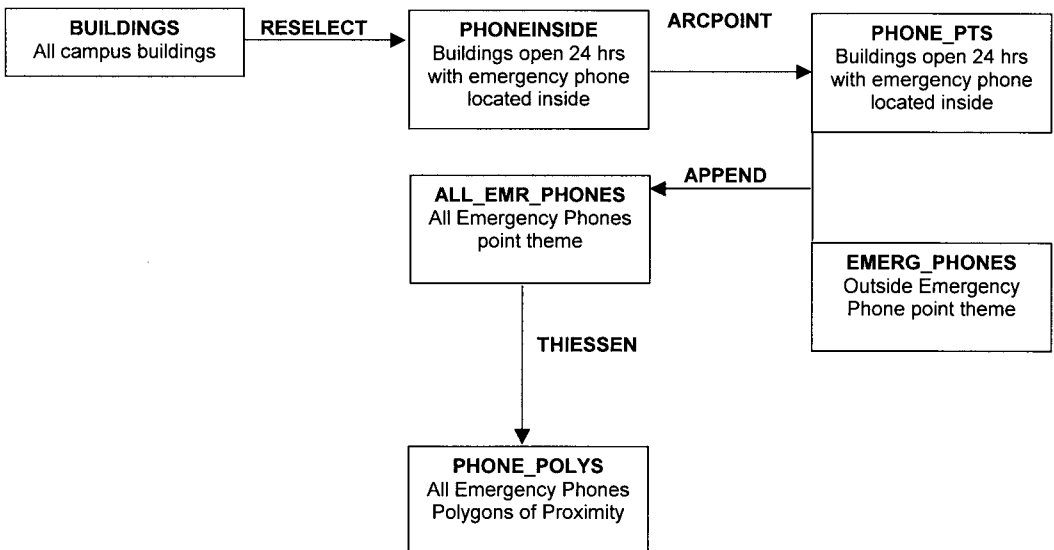 BUILDINGS
All campus buildings
RESELECT
PHONEINSIDE
Buildings open 24 hrs
with emergency phone
located inside
ARCPOINT
PHONE_PTS
Buildings open 24 hrs
with emergency phone
located inside
APPEND
ALL_EMR_PHONES
All Emergency Phones
point theme
EMERG_PHONES
Outside Emergency
Phone point theme
THIESSEN
PHONE_POLYS
All Emergency Phones
Polygons of Proximity